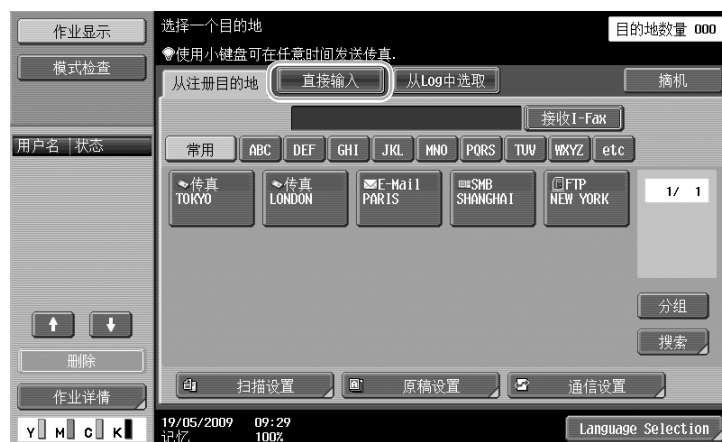 作业显示
模式检查
用户名 状态
删除
作业详情
Y M C K
选择一个目的地
目的地数量 000
使用小键盘可在任意时间发送传真.
从注册目的地 直接输入 从Log中选取 摘机
接收I-Fax
常用 ABC DEF GHI JKL MNO PQRS TUV WXYZ etc
传真 TOKYO
传真 LONDON
E-Mail PARIS
SMB SHANGHAI
FTP NEW YORK
1/ 1
分组
搜索
扫描设置 原稿设置 通信设置
19/05/2009 09:29
记忆 100%
Language Selection